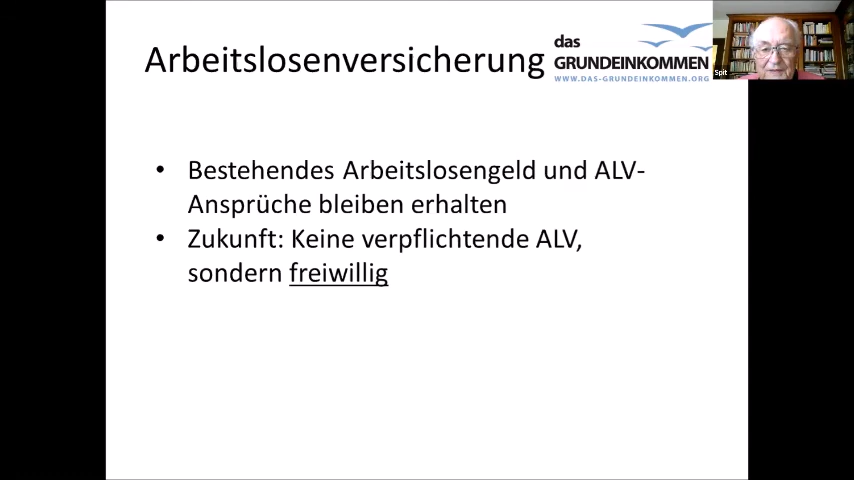 Arbeitslosenversicherung
das
GRUNDEINKOMMEN
WWW.DAS-GRUNDEINKOMMEN.ORG
Spit
• Bestehendes Arbeitslosengeld und ALV-
Ansprüche bleiben erhalten
• Zukunft: Keine verpflichtende ALV,
sondern freiwillig